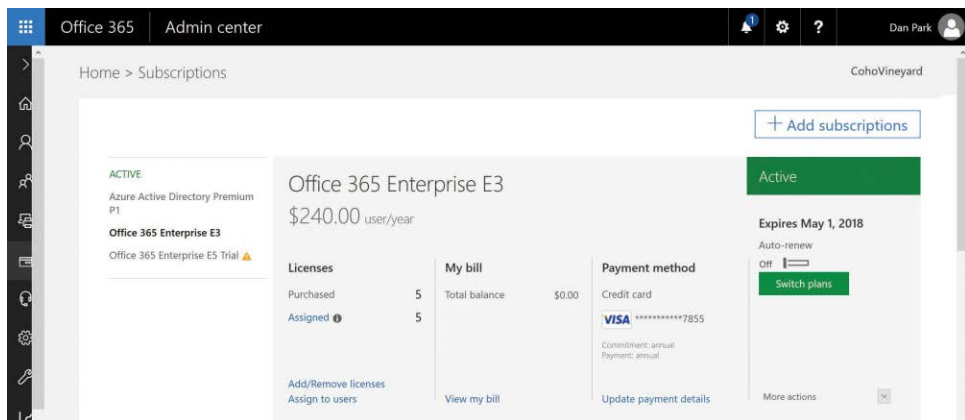 Office 365
Admin center
1
?
Dan Park
Home > Subscriptions
CohoVineyard
+ Add subscriptions
ACTIVE
Azure Active Directory Premium
P1
Office 365 Enterprise E3
Office 365 Enterprise E5 Trial
Office 365 Enterprise E3
$240.00 user/year
Active
Expires May 1, 2018
Auto-renew
Off
Switch plans
Licenses
Purchased 5
Assigned 5
Add/Remove licenses
Assign to users
My bill
Total balance $0.00
View my bill
Payment method
Credit card
VISA ***********7855
Commitment: annual
Payment: annual
Update payment details
More actions